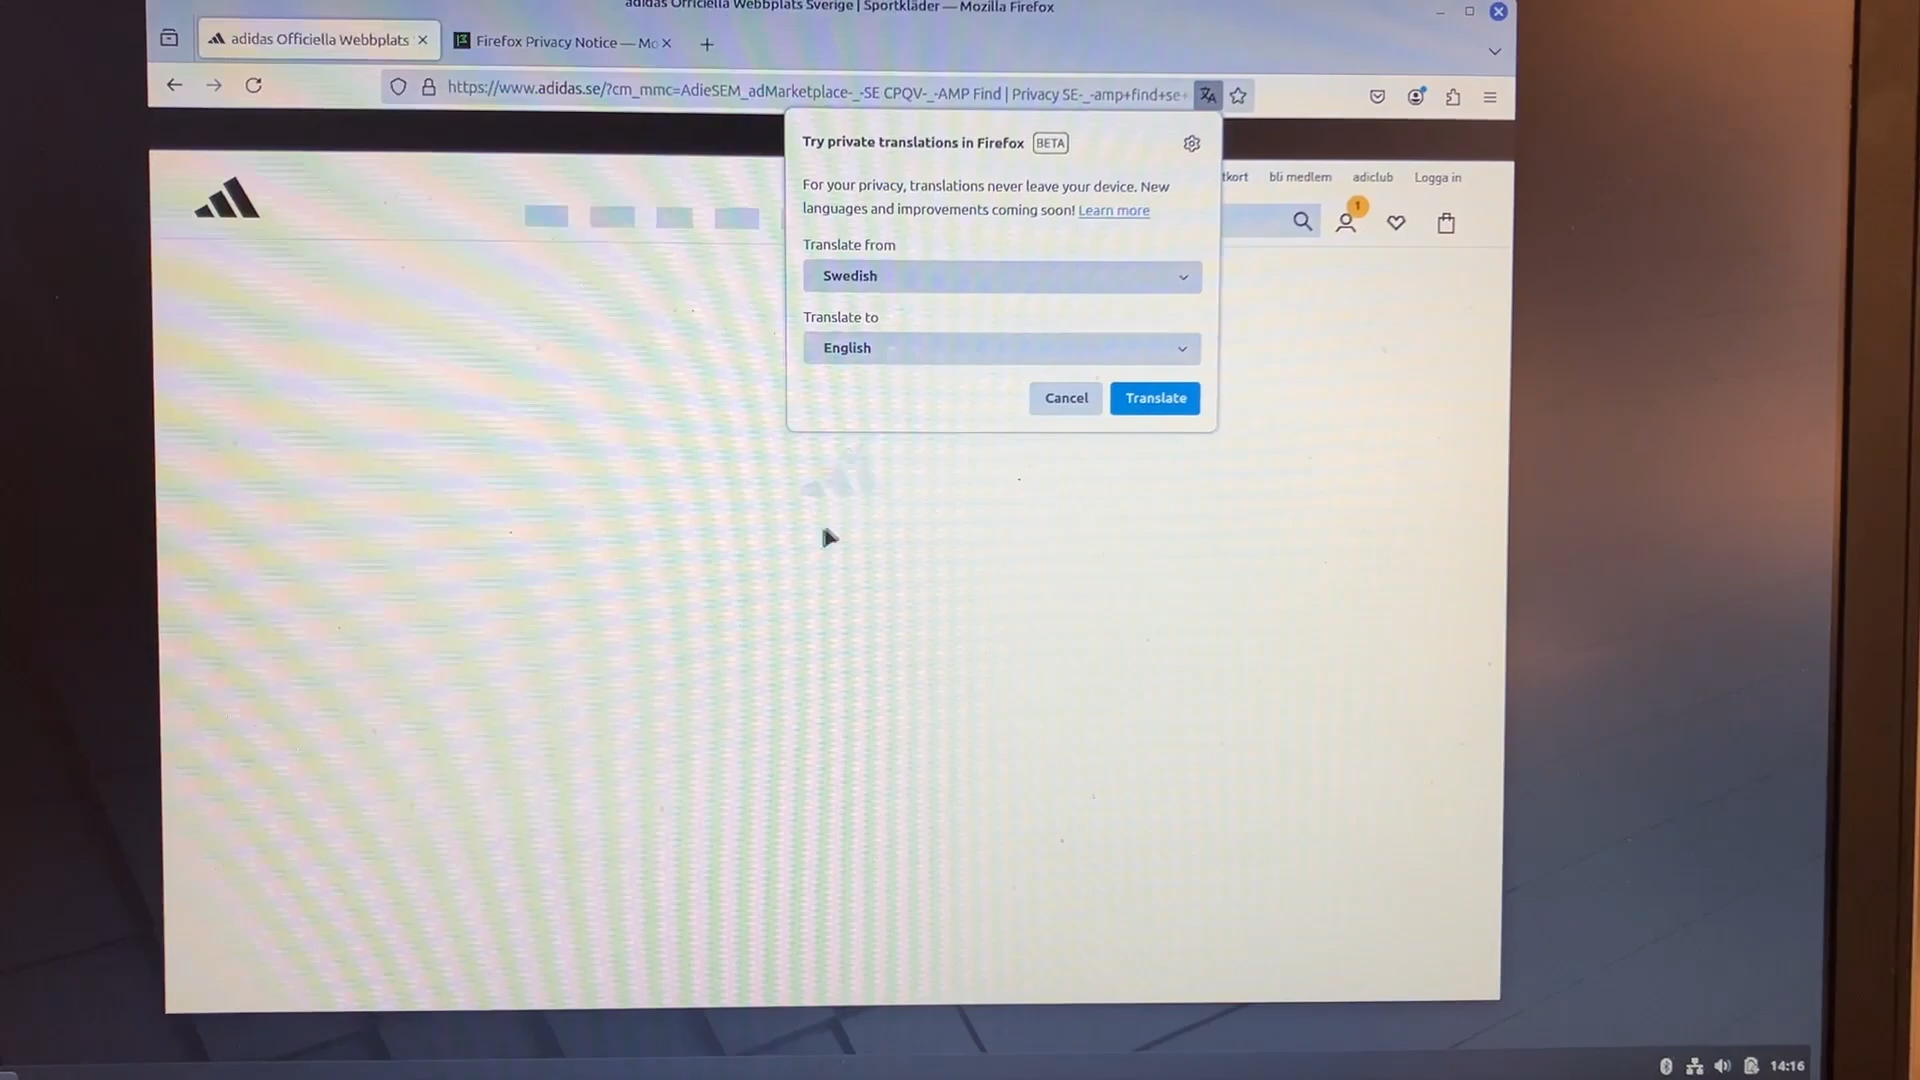 adidas Officiella Webbplats Sverige | Sportkläder — Mozilla Firefox
adidas Officiella Webbplats
Firefox Privacy Notice — Mo
https://www.adidas.se/?cm_mmc=AdieSEM_adMarketplace-_-SE CPQV-_-AMP Find | Privacy SE-_-amp+find+se+
Try private translations in Firefox BETA
For your privacy, translations never leave your device. New
languages and improvements coming soon! Learn more
Translate from
Swedish
Translate to
English
Cancel Translate
tkort bli medlem adiclub Logga in
1
14:16